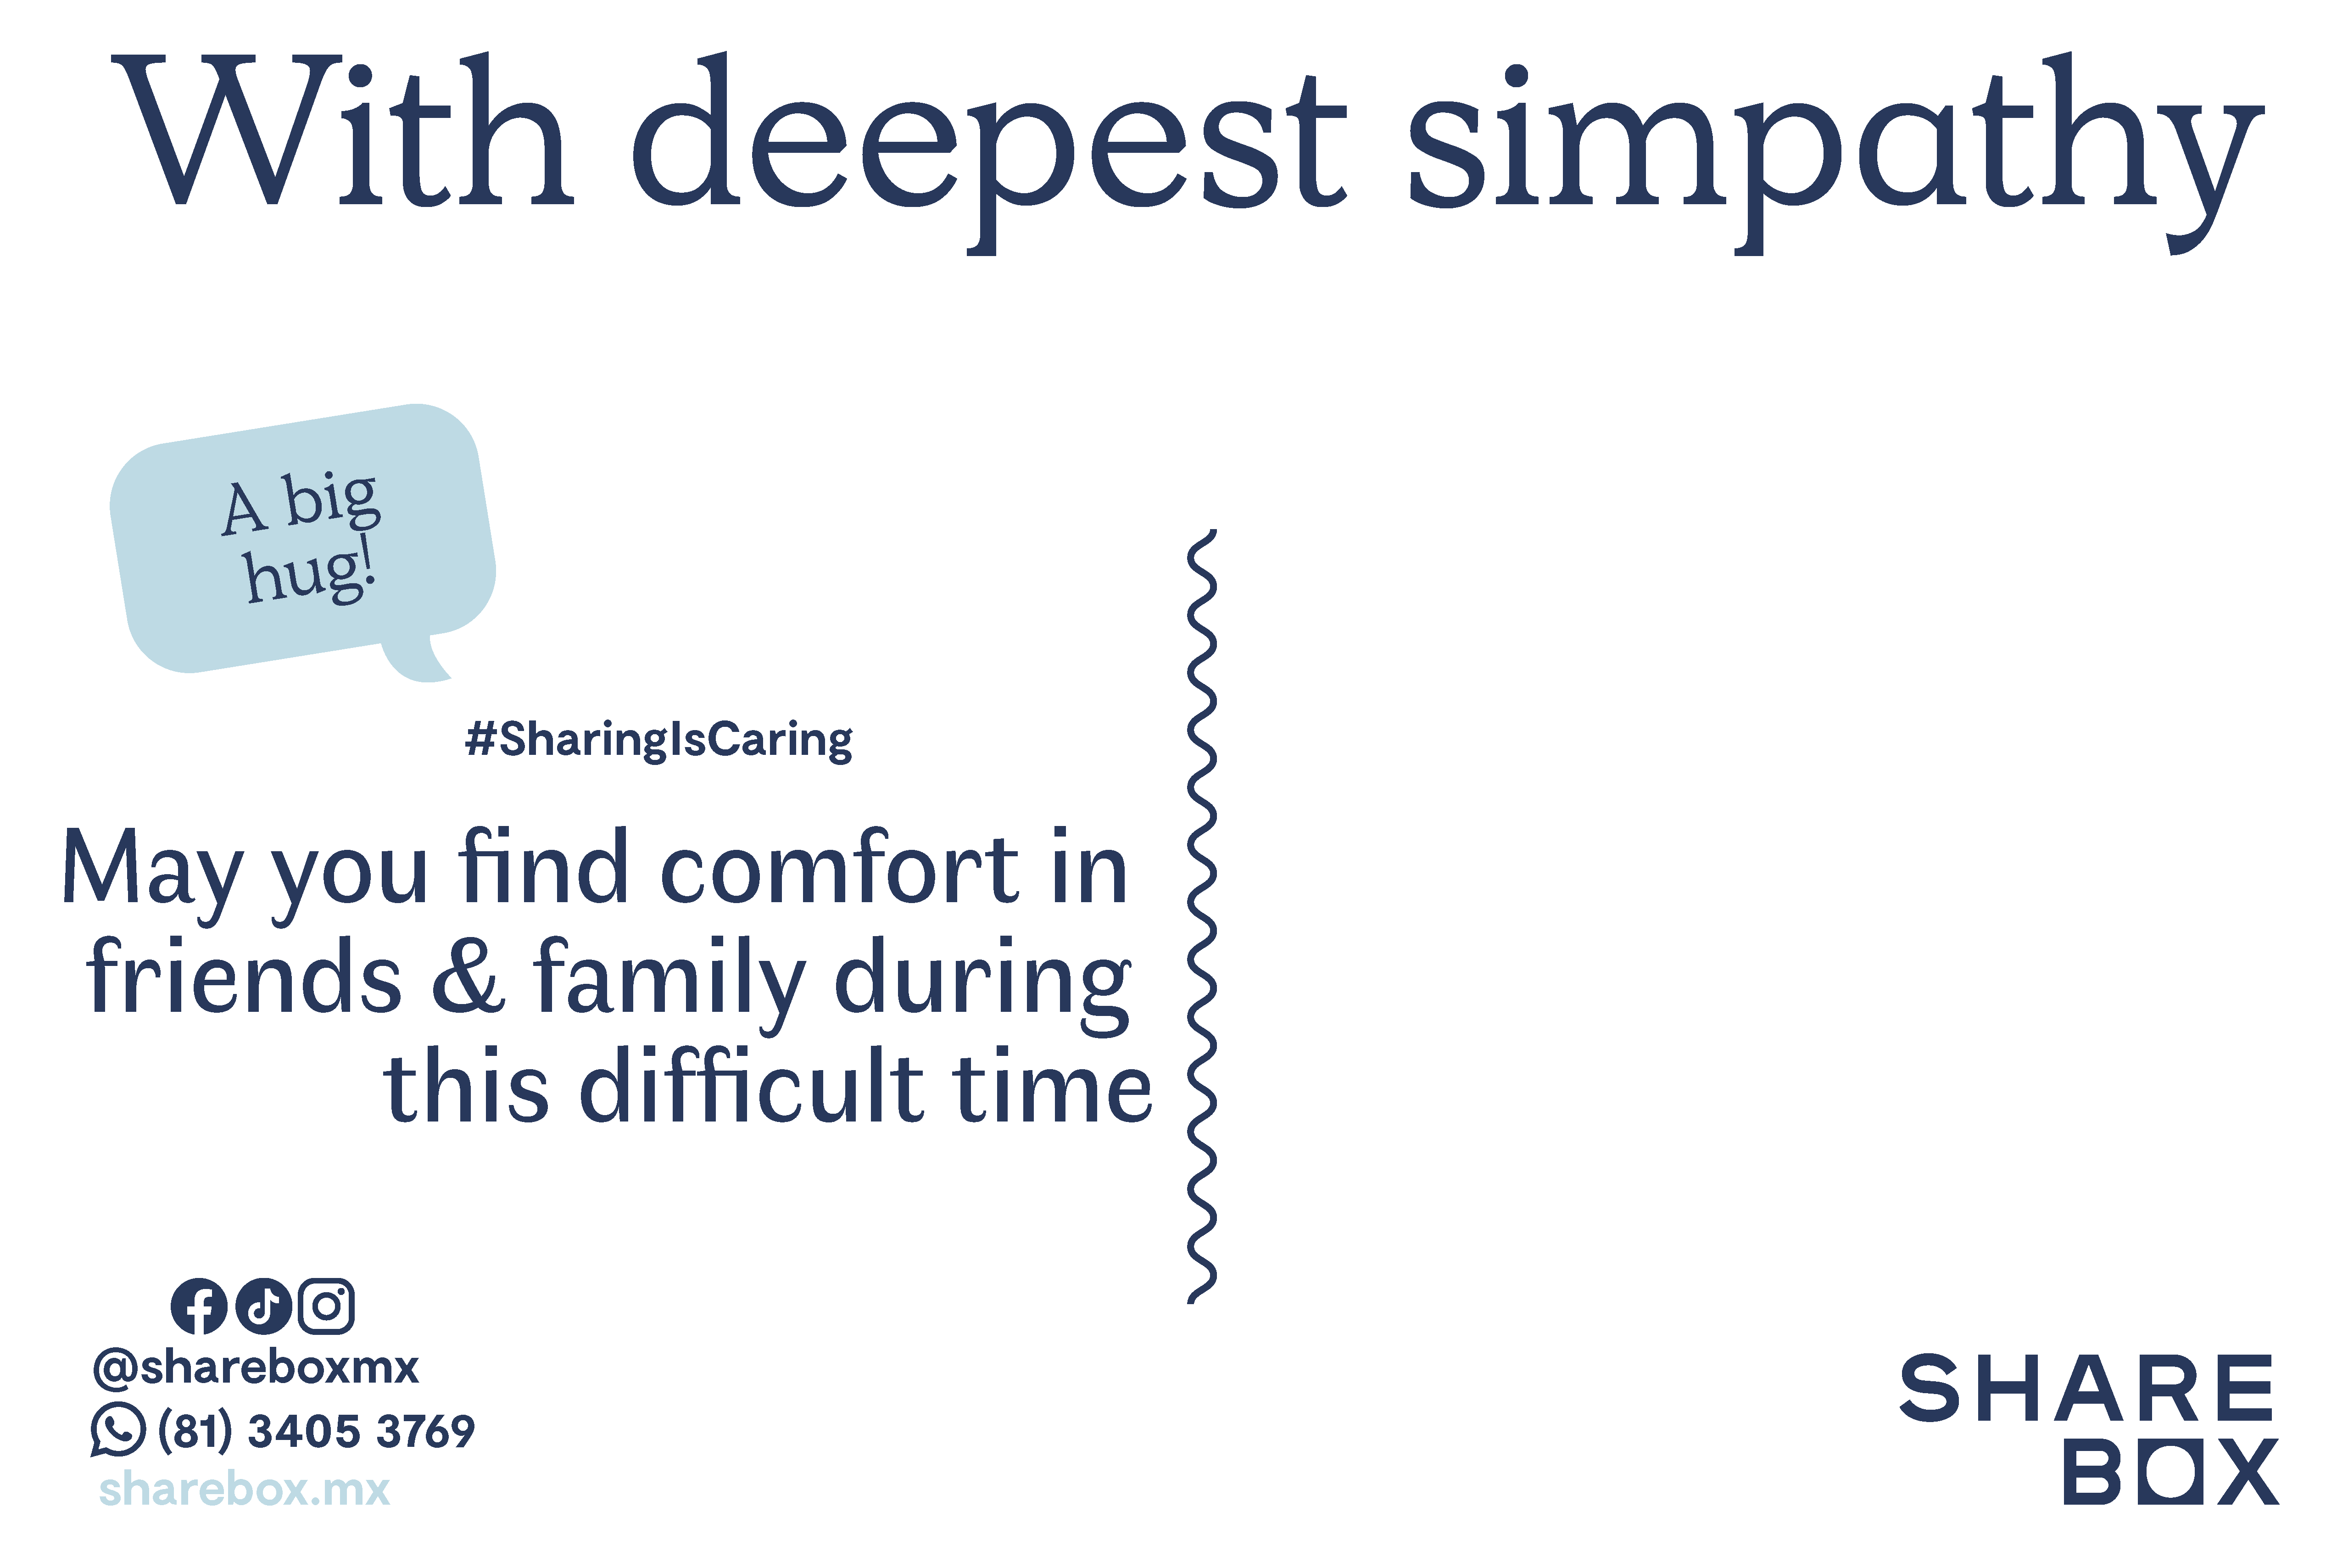 With deepest simpathy
A big
hug!
#SharingIsCaring
May you find comfort in
friends & family during
this difficult time
@shareboxmx
(81) 3405 3769
sharebox.mx
SHARE
BOX